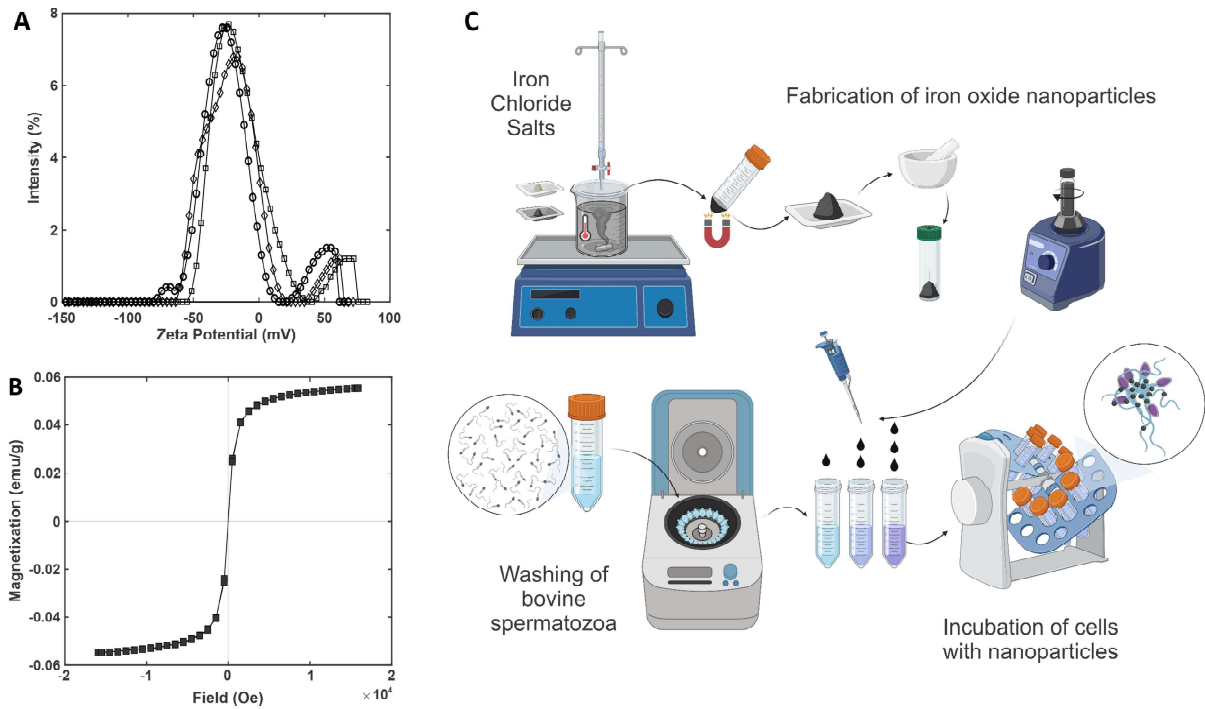 A
8
6
4
2
0
Intensity (%)
-150
-100
-50
0
50
100
Zeta Potential (mV)
B
0.06
0.04
0.02
0
-0.02
-0.04
-0.06
Magnetixation (emu/g)
-2
-1
0
1
2
×10⁴
Field (Oe)
C
Iron
Chloride
Salts
Fabrication of iron oxide nanoparticles
Washing of
bovine
spermatozoa
Incubation of cells
with nanoparticles